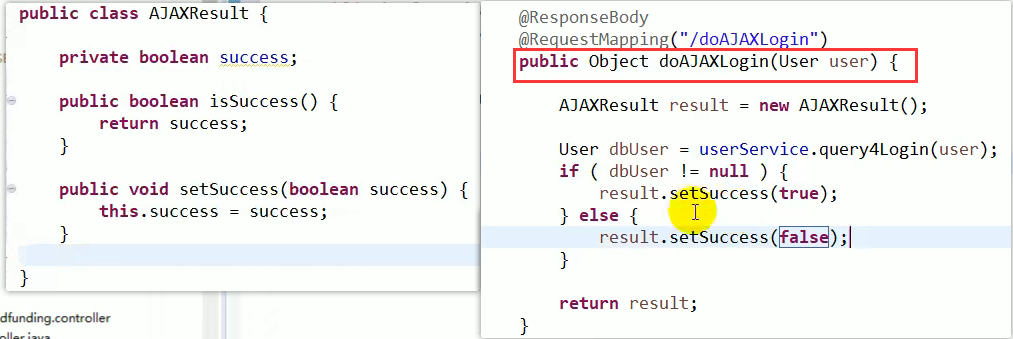 public class AJAXResult {
private boolean success;
public boolean isSuccess() {
return success;
}
public void setSuccess(boolean success) {
this.success = success;
}
}
dfunding.controller
oller.java
@ResponseBody
@RequestMapping("/doAJAXLogin")
public Object doAJAXLogin(User user) {
AJAXResult result = new AJAXResult();
User dbUser = userService.query4Login(user);
if ( dbUser != null ) {
result.setSuccess(true);
} else {
result.setSuccess(false);
}
return result;
}